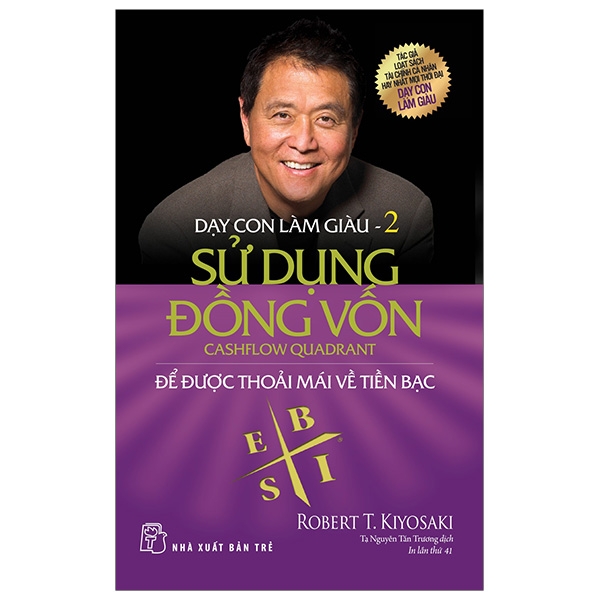 TÁC GIẢ
LOẠT SÁCH
TÀI CHÍNH CÁ NHÂN
HAY NHẤT MỌI THỜI ĐẠI
DẠY CON
LÀM GIÀU
DẠY CON LÀM GIÀU - 2
SỬ DỤNG
ĐỒNG VỐN
CASHFLOW QUADRANT
ĐỂ ĐƯỢC THOẢI MÁI VỀ TIỀN BẠC
E B
S I ®
ROBERT T. KIYOSAKI
Tạ Nguyên Tấn Trương dịch
In lần thứ 41
NHÀ XUẤT BẢN TRẺ